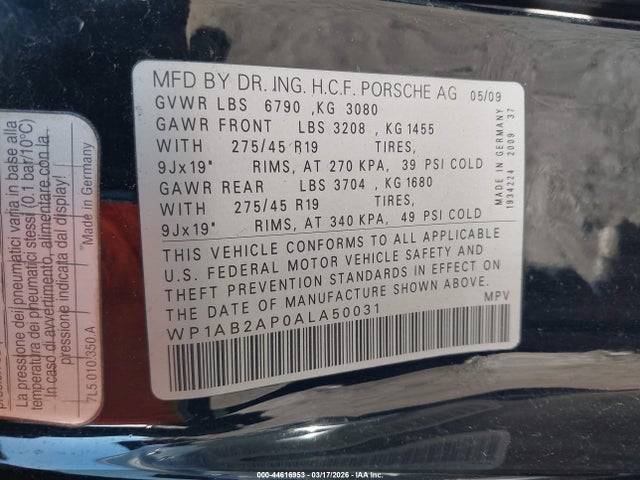 MFD BY DR.ING. H.C.F. PORSCHE AG 05/09
GVWR LBS 6790 , KG 3080
GAWR FRONT LBS 3208 , KG 1455
WITH 275/45 R19 TIRES,
9Jx19" RIMS, AT 270 KPA, 39 PSI COLD
GAWR REAR LBS 3704 , KG 1680
WITH 275/45 R19 TIRES,
9Jx19" RIMS, AT 340 KPA, 49 PSI COLD
THIS VEHICLE CONFORMS TO ALL APPLICABLE
U.S. FEDERAL MOTOR VEHICLE SAFETY AND
THEFT PREVENTION STANDARDS IN EFFECT ON
THE DATE OF MANUFACTURE SHOWN ABOVE.
WP1AB2AP0ALA50031 MPV
MADE IN GERMANY
1934224 2009 37
La pressione dei pneumatici varia in base alla
temperatura dei pneumatici stessi (0.1 bar/10°C)
In caso di avvertimento, alimentare con la
pressione indicata dal display!
7L5 010 350 A Made in Germany
000-44616953 - 03/17/2026 - IAAI.COM